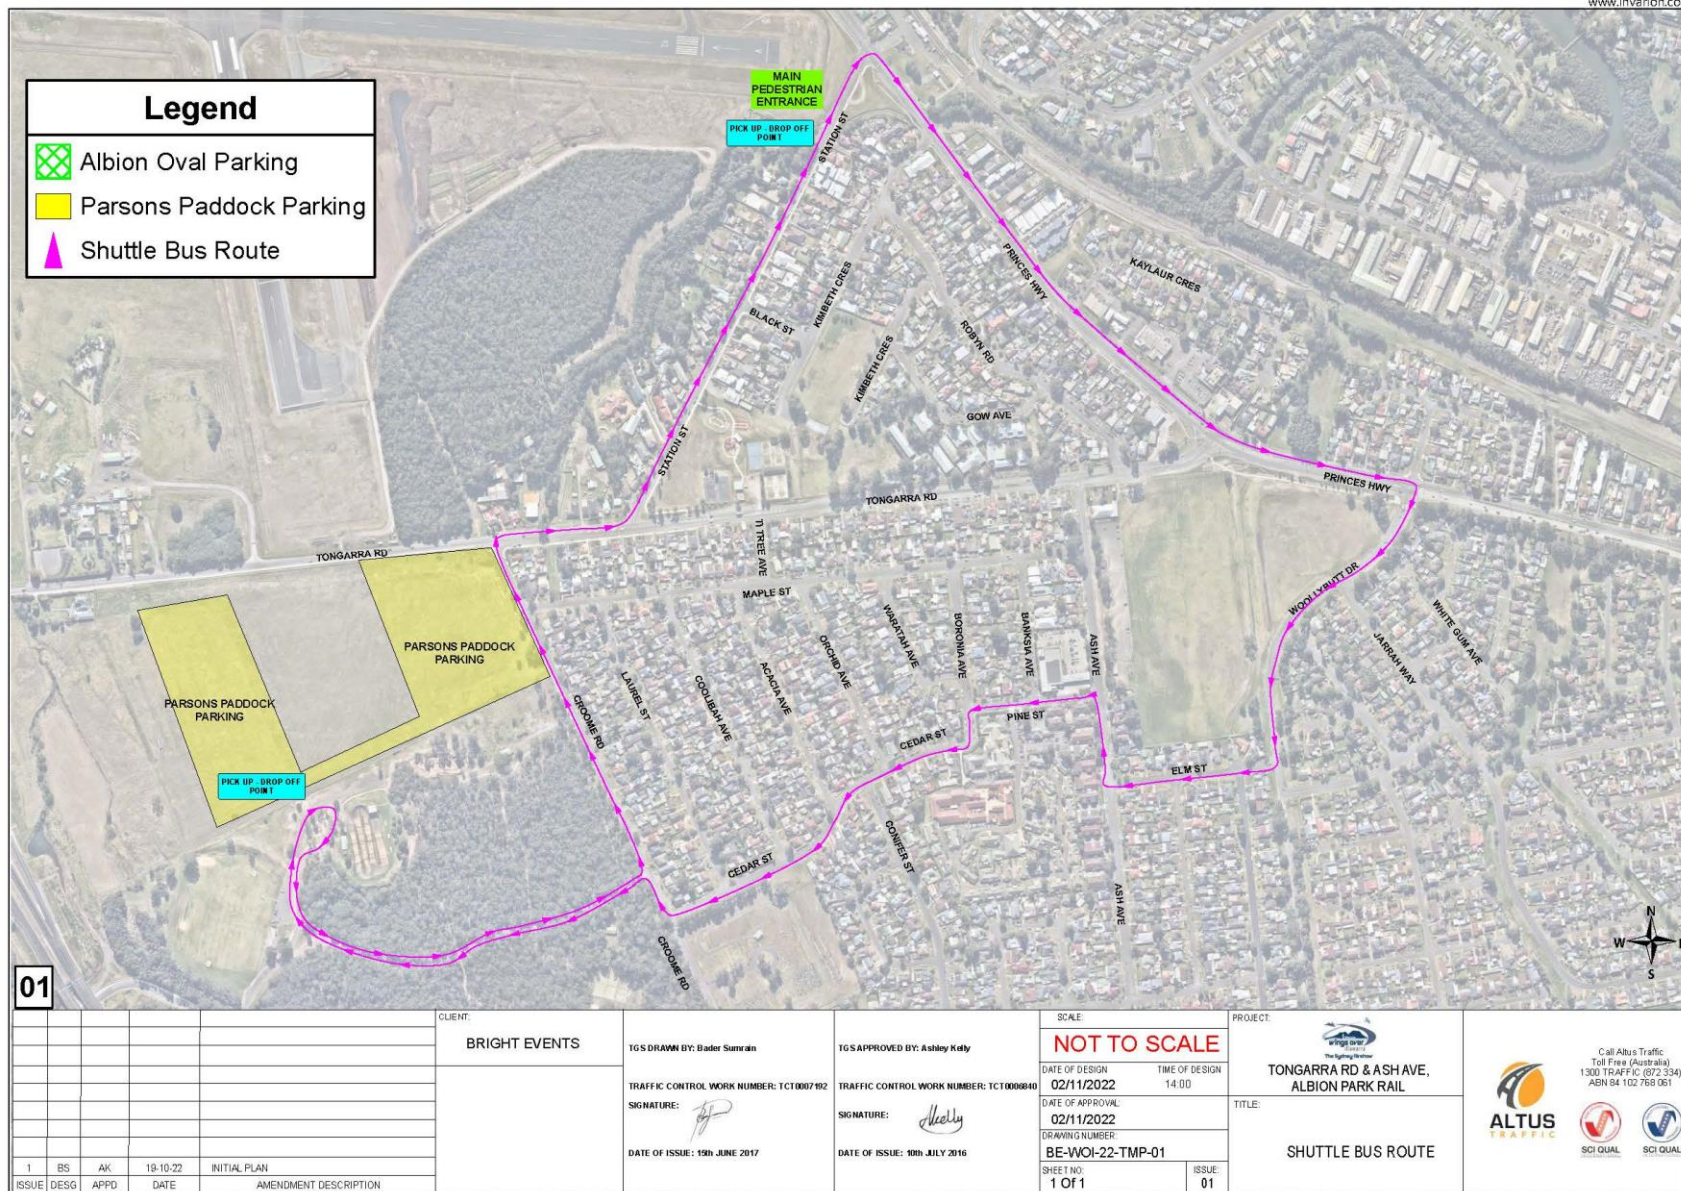 www.invarion.co
Legend
Albion Oval Parking
Parsons Paddock Parking
Shuttle Bus Route
MAIN
PEDESTRIAN
ENTRANCE
PICK UP - DROP OFF
POINT
STATION ST
KIMBETH CRES
BLACK ST
KIMBETH CRES
ROBYN RD
PRINCES HWY
KAYLAUR CRES
GOW AVE
STATION ST
TONGARRA RD
PRINCES HWY
TONGARRA RD
TI TREE AVE
MAPLE ST
WOOLLYBUTT DR
WHITE GUM AVE
JARRAH WAY
PARSONS PADDOCK
PARKING
PARSONS PADDOCK
PARKING
CROOME RD
LAUREL ST
COOLIBAH AVE
ACACIA AVE
ORCHID AVE
WARATAH AVE
BORONIA AVE
BANKSIA AVE
ASH AVE
PINE ST
CEDAR ST
ELM ST
PICK UP - DROP OFF
POINT
CEDAR ST
CONIFER ST
ASH AVE
CROOME RD
N
W
S
01
1 BS AK 19-10-22 INITIAL PLAN
ISSUE DESG APPD DATE AMENDMENT DESCRIPTION
CLIENT:
BRIGHT EVENTS
TGS DRAWN BY: Bader Sumrain
TRAFFIC CONTROL WORK NUMBER: TCT0007192
SIGNATURE:
DATE OF ISSUE: 15th JUNE 2017
TGS APPROVED BY: Ashley Kelly
TRAFFIC CONTROL WORK NUMBER: TCT0006840
SIGNATURE:
AKelly
DATE OF ISSUE: 10th JULY 2016
SCALE:
NOT TO SCALE
DATE OF DESIGN TIME OF DESIGN
02/11/2022 14:00
DATE OF APPROVAL:
02/11/2022
DRAWING NUMBER:
BE-WOI-22-TMP-01
SHEET NO: ISSUE:
1 Of 1 01
PROJECT:
wings over
Illawarra
The Sydney Airshow
TONGARRA RD & ASH AVE,
ALBION PARK RAIL
TITLE:
SHUTTLE BUS ROUTE
ALTUS
TRAFFIC
Call Altus Traffic
Toll Free (Australia)
1300 TRAFFIC (872 334)
ABN 84 102 768 061
SCI QUAL
SCI QUAL